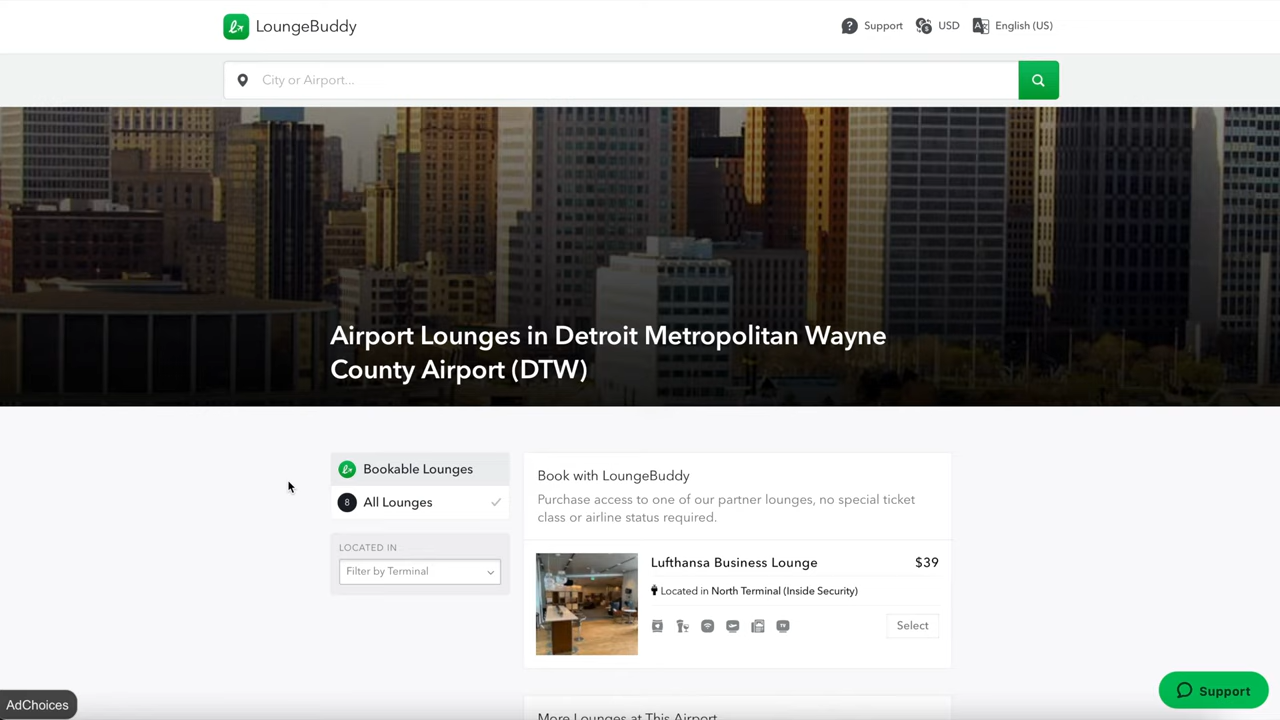 LoungeBuddy
Support
USD
English (US)
City or Airport...
Airport Lounges in Detroit Metropolitan Wayne
County Airport (DTW)
Bookable Lounges
8 All Lounges
LOCATED IN
Filter by Terminal
Book with LoungeBuddy
Purchase access to one of our partner lounges, no special ticket
class or airline status required.
Lufthansa Business Lounge $39
Located in North Terminal (Inside Security)
Select
More Lounges at This Airport
AdChoices
Support